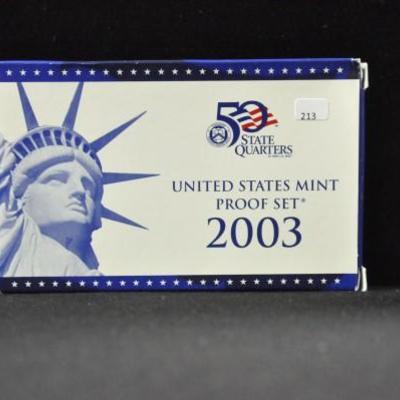 50
STATE
QUARTERS
213
UNITED STATES MINT
PROOF SET®
2003